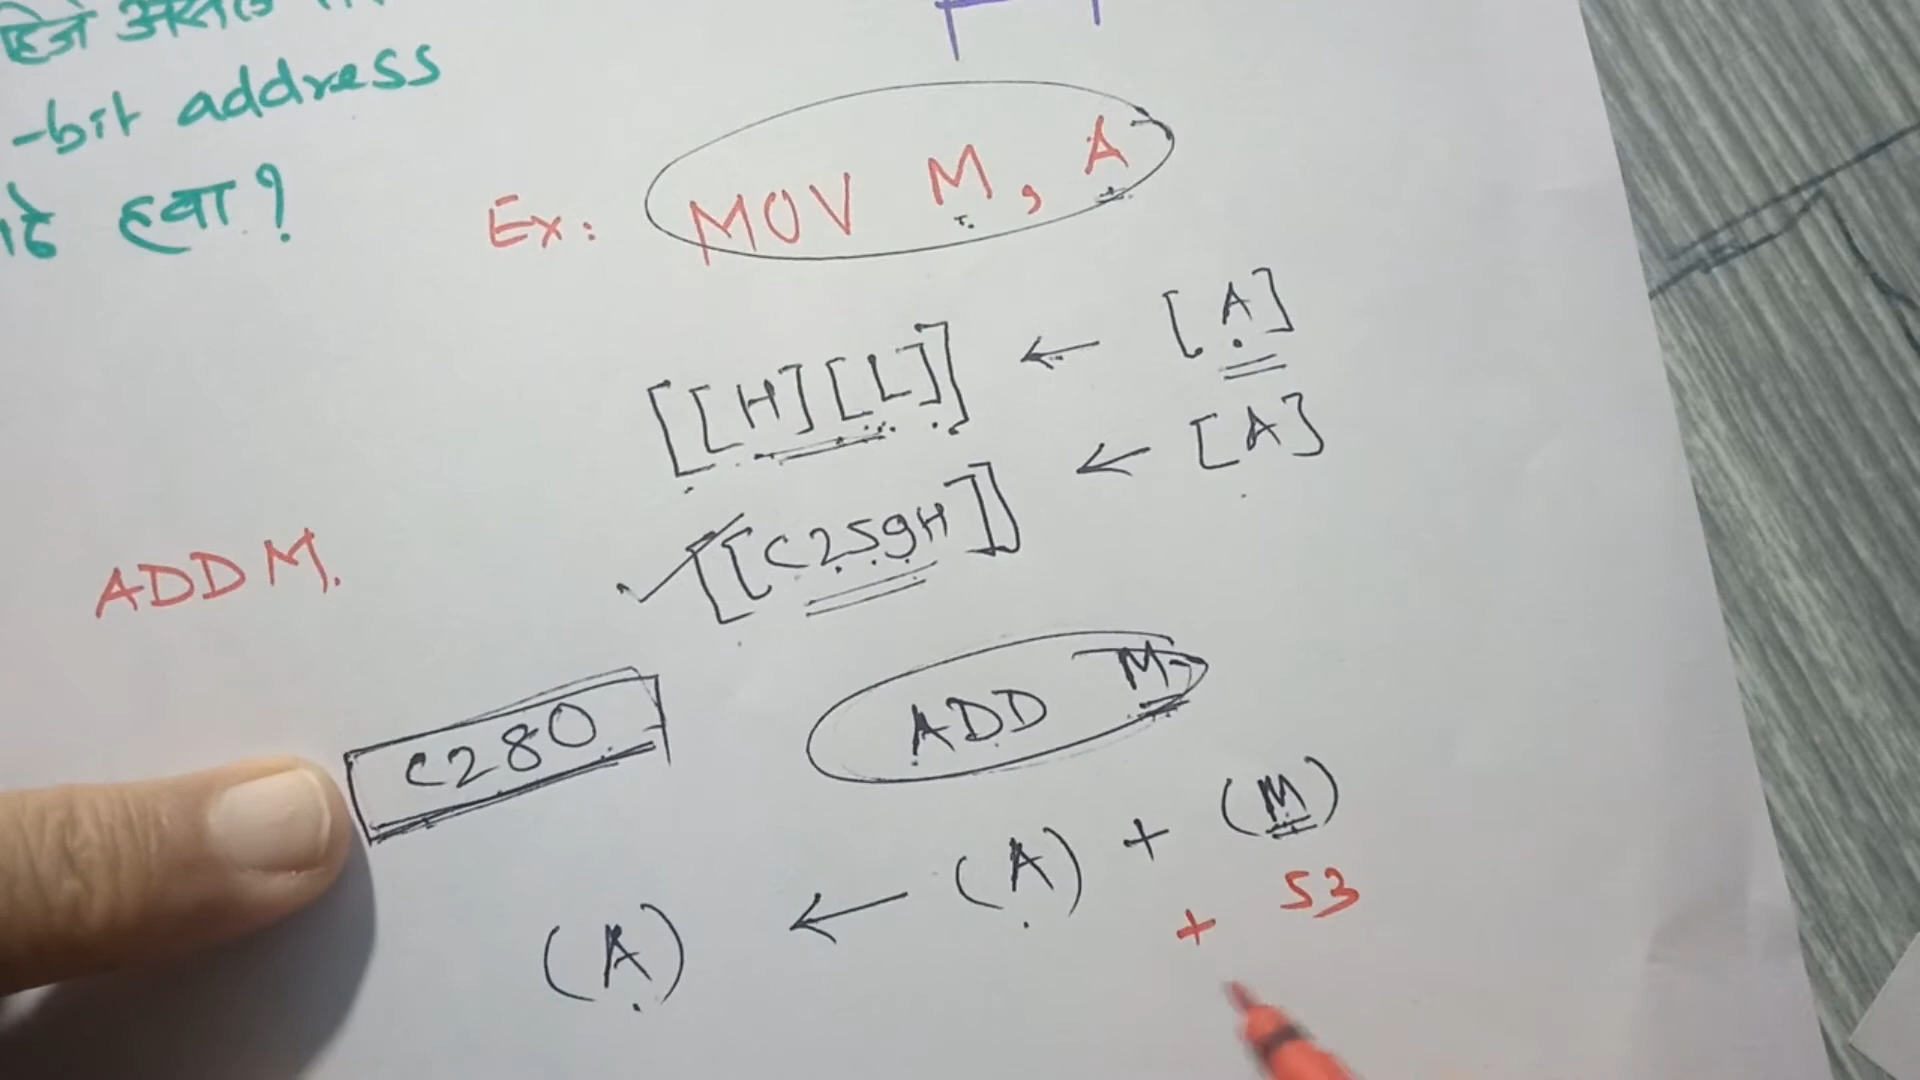 -bit address
हवा ?
Ex: MOV M, A
[[H][L]] ← [A]
[[C259H]] ← [A]
ADD M.
C280
ADD M
(A) ← (A) + (M)
+ 53